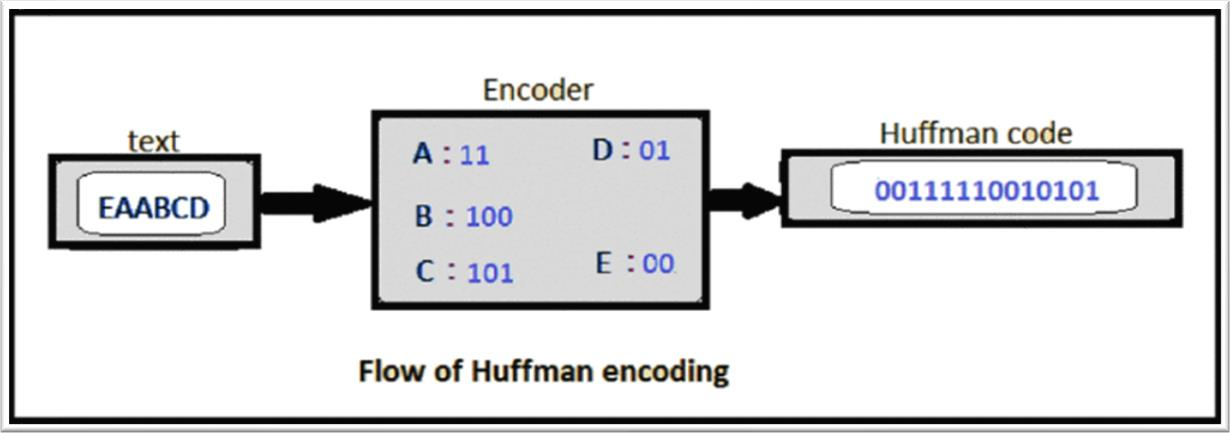 text
EAABCD
Encoder
A : 11
D : 01
B : 100
C : 101
E : 00
Huffman code
00111110010101
Flow of Huffman encoding